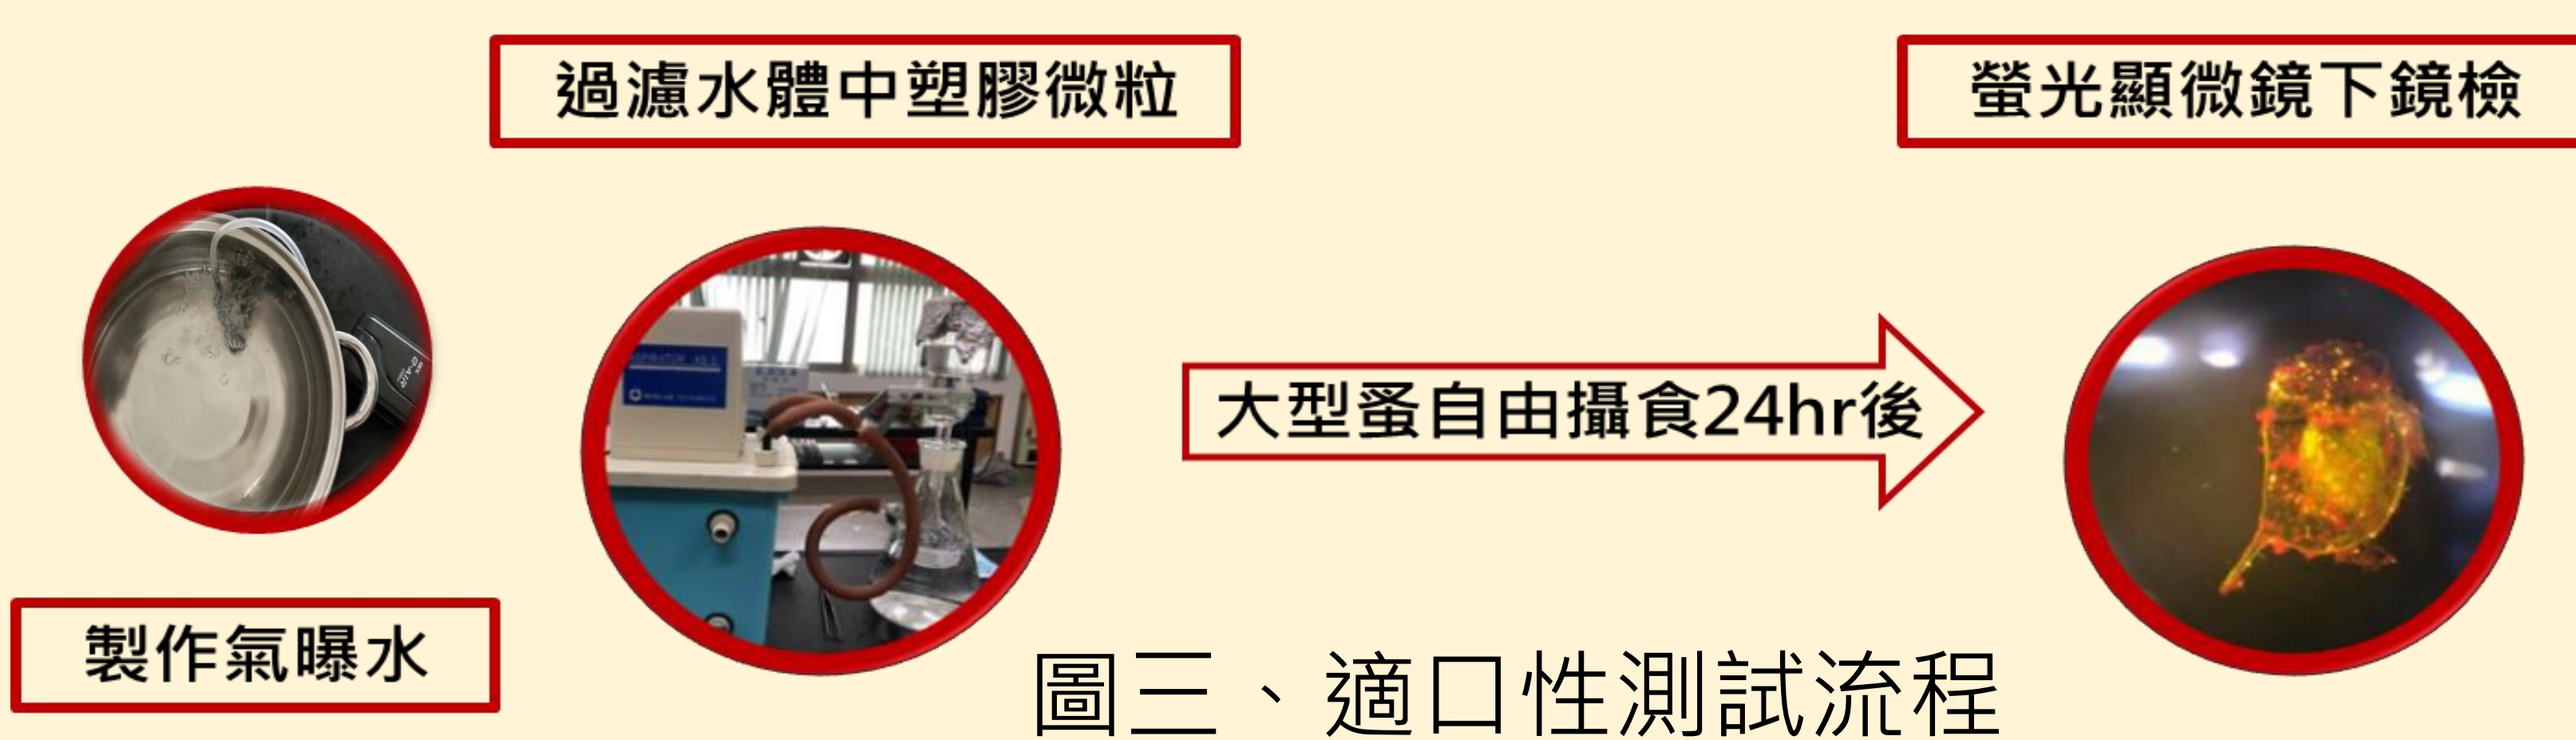 過濾水體中塑膠微粒
螢光顯微鏡下鏡檢
大型蚤自由攝食24hr後
製作氣曝水
圖三、適口性測試流程